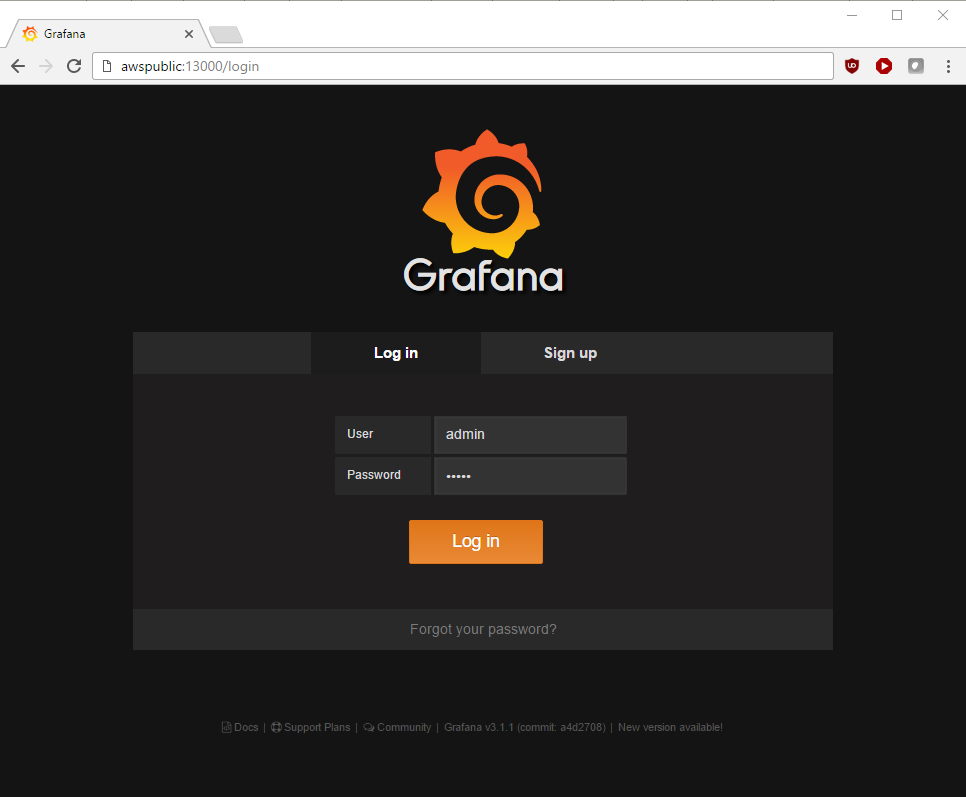 Grafana
awspublic:13000/login
Grafana
Log in Sign up
User admin
Password •••••
Log in
Forgot your password?
Docs | Support Plans | Community | Grafana v3.1.1 (commit: a4d2708) | New version available!